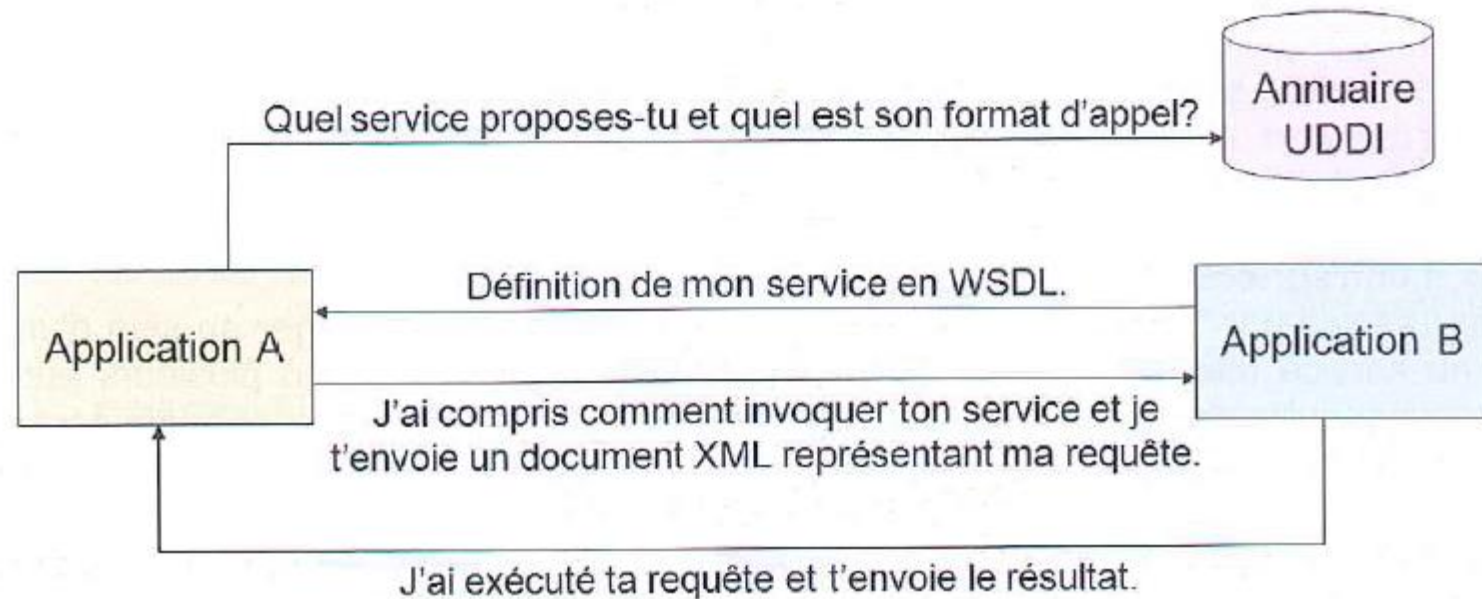 Annuaire
UDDI
Quel service proposes-tu et quel est son format d'appel?
Définition de mon service en WSDL.
Application A
Application B
J'ai compris comment invoquer ton service et je
t'envoie un document XML représentant ma requête.
J'ai exécuté ta requête et t'envoie le résultat.